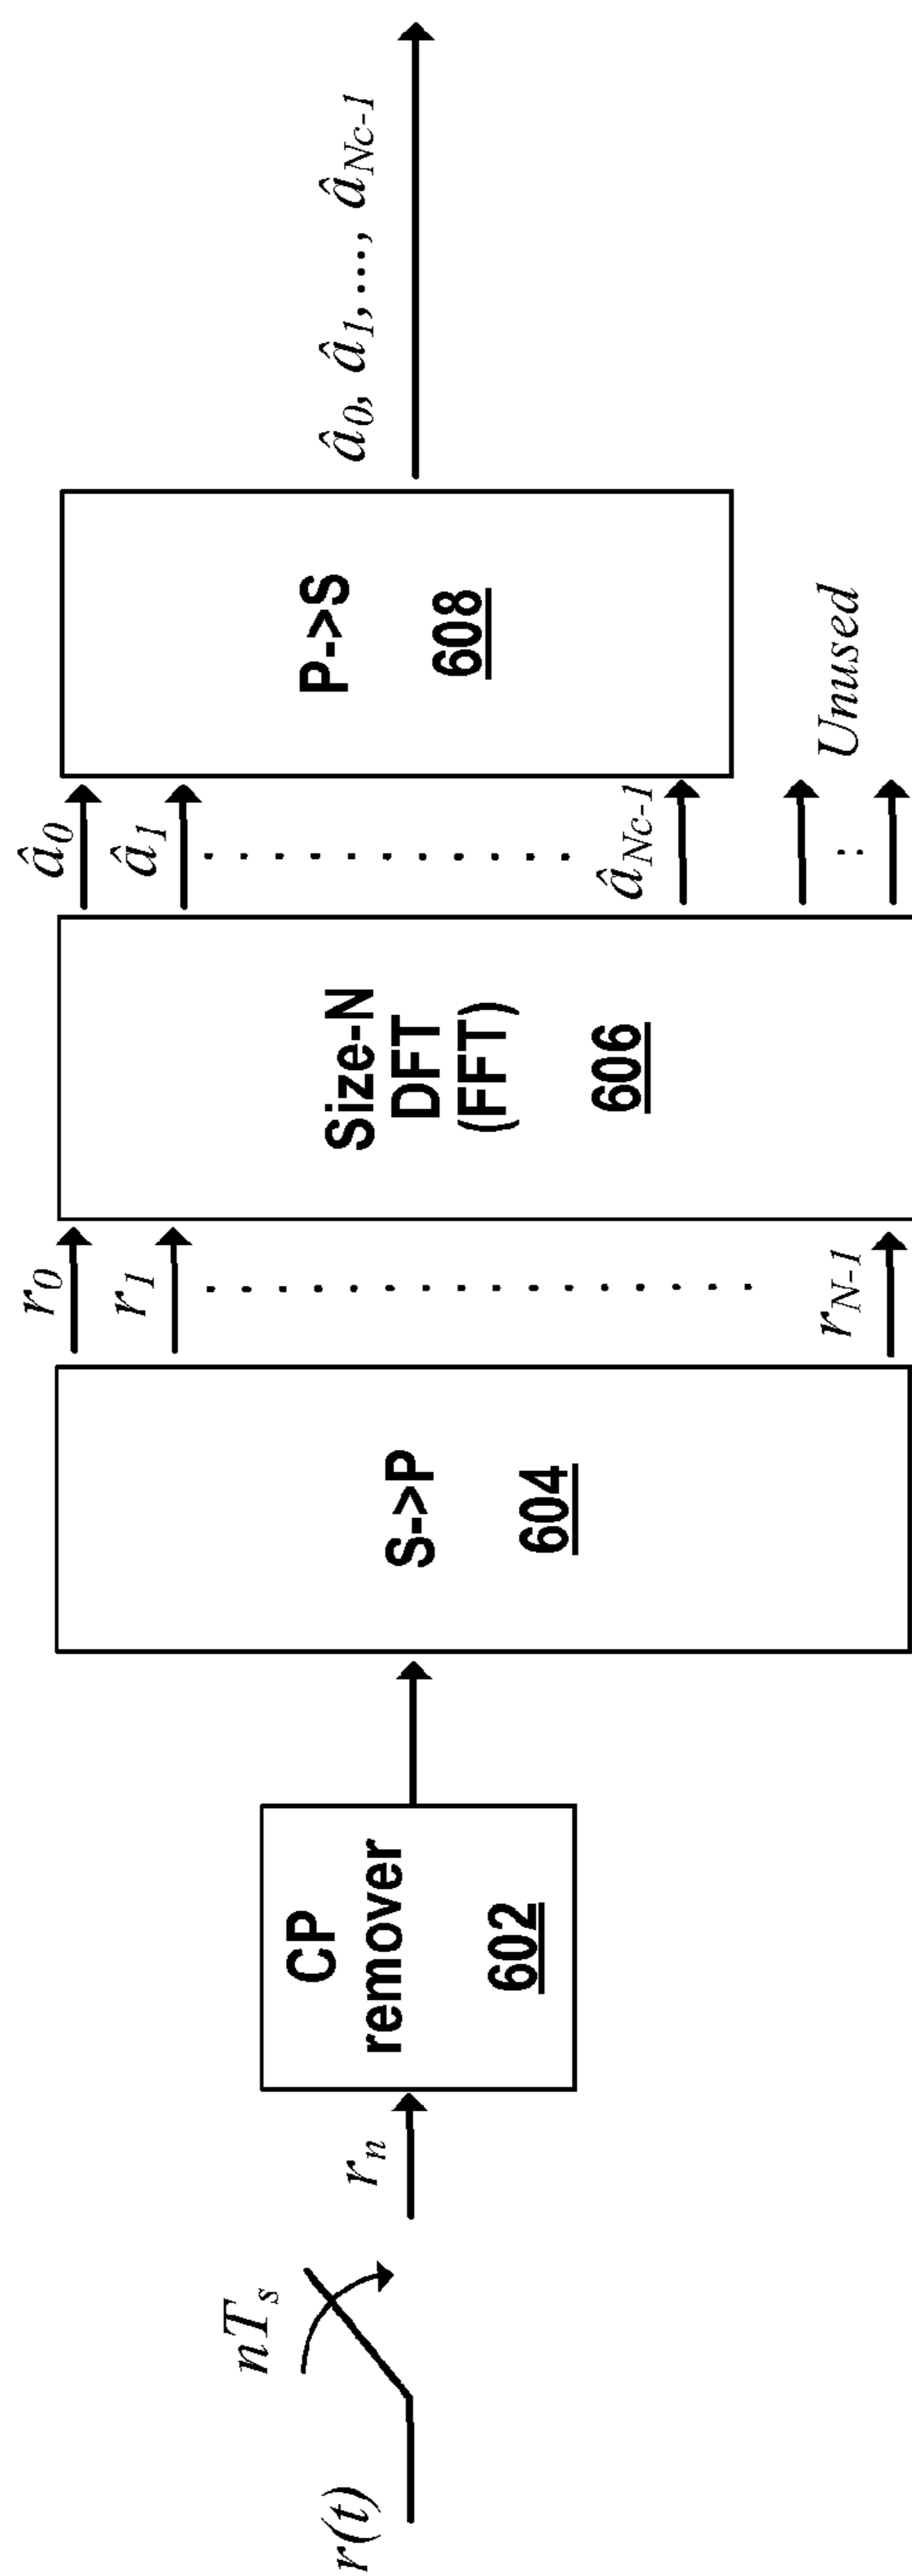 r(t)
nT_s
r_n
CP
remover
602
S->P
604
r_0
r_1
r_{N-1}
Size-N
DFT
(FFT)
606
â_0
â_1
â_{Nc-1}
Unused
P->S
608
â_0, â_1,..., â_{Nc-1}